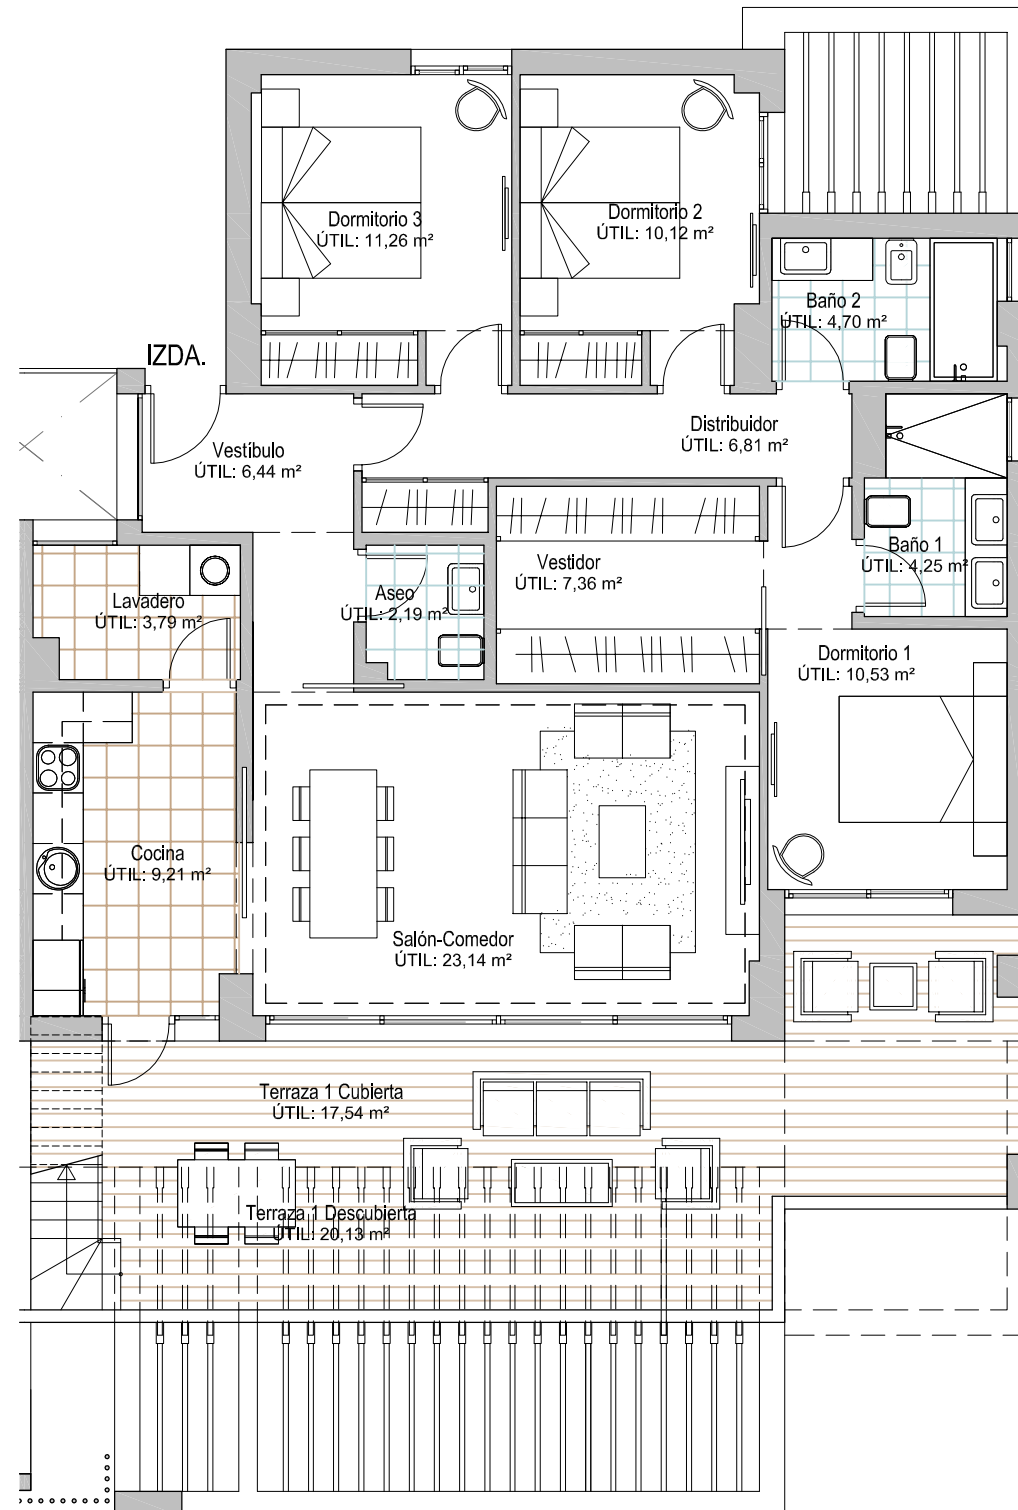 Dormitorio 3
ÚTIL: 11,26 m²
Dormitorio 2
ÚTIL: 10,12 m²
Baño 2
ÚTIL: 4,70 m²
IZDA.
Vestíbulo
ÚTIL: 6,44 m²
Distribuidor
ÚTIL: 6,81 m²
Baño 1
ÚTIL: 4,25 m²
Vestidor
ÚTIL: 7,36 m²
Aseo
ÚTIL: 2,19 m²
Lavadero
ÚTIL: 3,79 m²
Dormitorio 1
ÚTIL: 10,53 m²
Cocina
ÚTIL: 9,21 m²
Salón-Comedor
ÚTIL: 23,14 m²
Terraza 1 Cubierta
ÚTIL: 17,54 m²
Terraza 1 Descubierta
ÚTIL: 20,13 m²